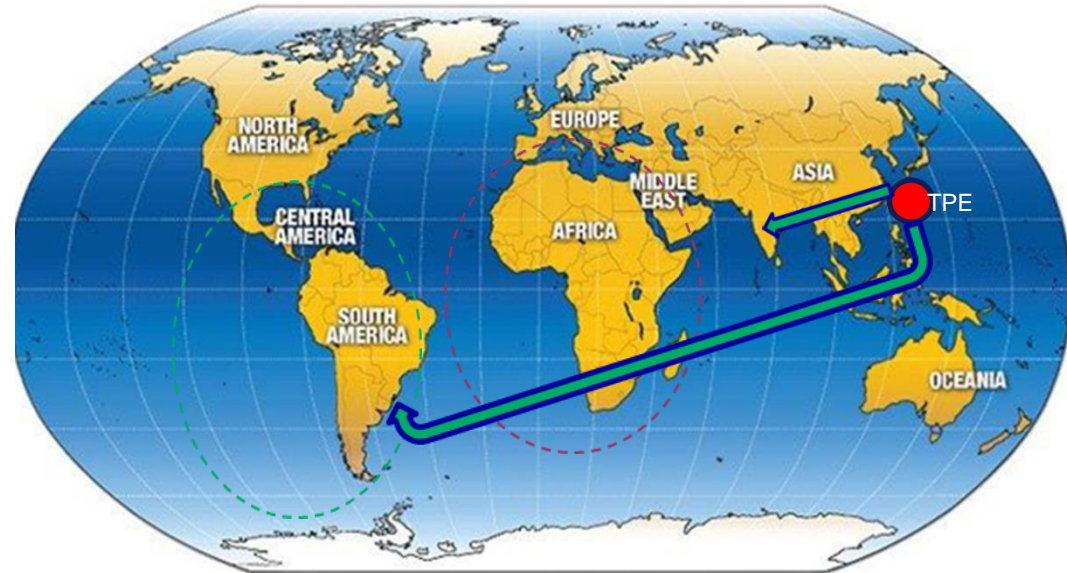 NORTH
AMERICA
CENTRAL
AMERICA
SOUTH
AMERICA
EUROPE
AFRICA
MIDDLE
EAST
ASIA
TPE
OCEANIA